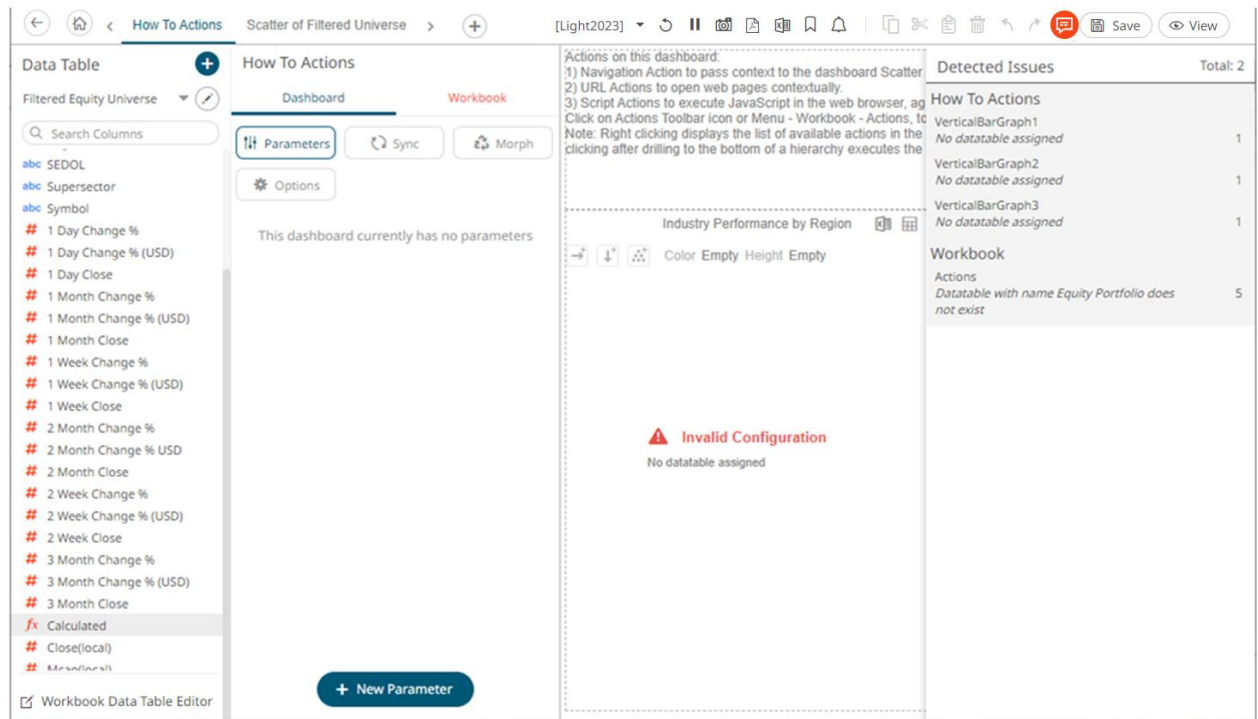 How To Actions
Scatter of Filtered Universe
[Light2023]
Save
View
Data Table
Filtered Equity Universe
Search Columns
abc SEDOL
abc Supersector
abc Symbol
# 1 Day Change %
# 1 Day Change % (USD)
# 1 Day Close
# 1 Month Change %
# 1 Month Change % (USD)
# 1 Month Close
# 1 Week Change %
# 1 Week Change % (USD)
# 1 Week Close
# 2 Month Change %
# 2 Month Change % USD
# 2 Month Close
# 2 Week Change %
# 2 Week Change % (USD)
# 2 Week Close
# 3 Month Change %
# 3 Month Change % (USD)
# 3 Month Close
fx Calculated
# Close(local)
# Mcap(local)
Workbook Data Table Editor
How To Actions
Dashboard
Workbook
Parameters
Sync
Morph
Options
This dashboard currently has no parameters
+ New Parameter
Actions on this dashboard:
1) Navigation Action to pass context to the dashboard Scatter
2) URL Actions to open web pages contextually.
3) Script Actions to execute JavaScript in the web browser, ag
Click on Actions Toolbar icon or Menu - Workbook - Actions, to
Note: Right clicking displays the list of available actions in the
clicking after drilling to the bottom of a hierarchy executes the
Industry Performance by Region
Color Empty Height Empty
Invalid Configuration
No datatable assigned
Detected Issues
Total: 2
How To Actions
VerticalBarGraph1
No datatable assigned 1
VerticalBarGraph2
No datatable assigned 1
VerticalBarGraph3
No datatable assigned 1
Workbook
Actions
Datatable with name Equity Portfolio does 5
not exist